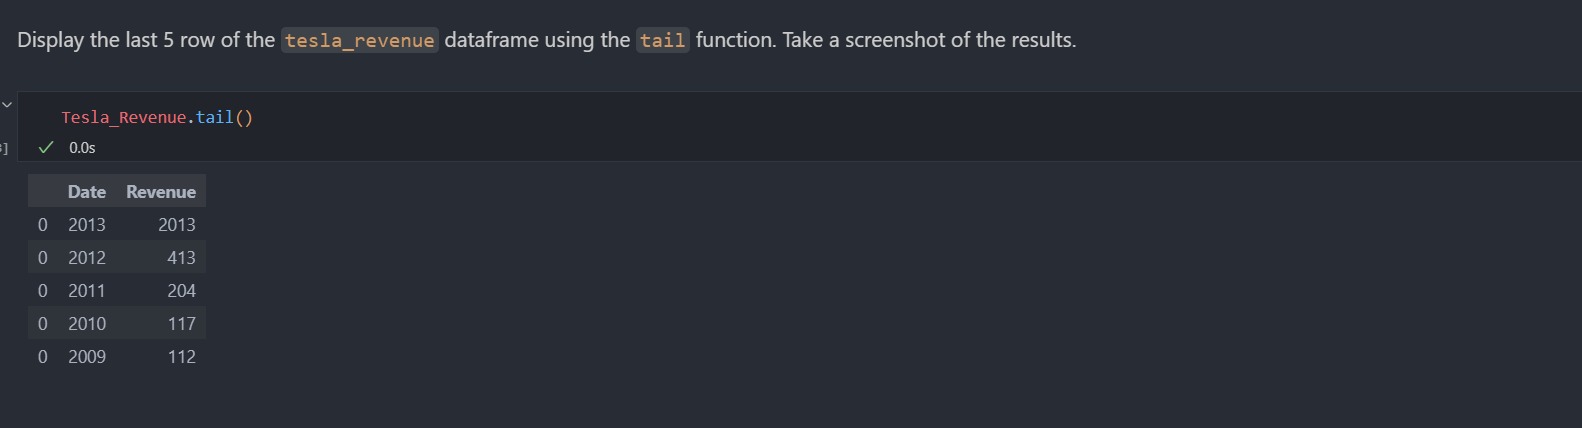 Display the last 5 row of the tesla_revenue dataframe using the tail function. Take a screenshot of the results.
Tesla_Revenue.tail()
] 0.0s
Date Revenue
0 2013 2013
0 2012 413
0 2011 204
0 2010 117
0 2009 112